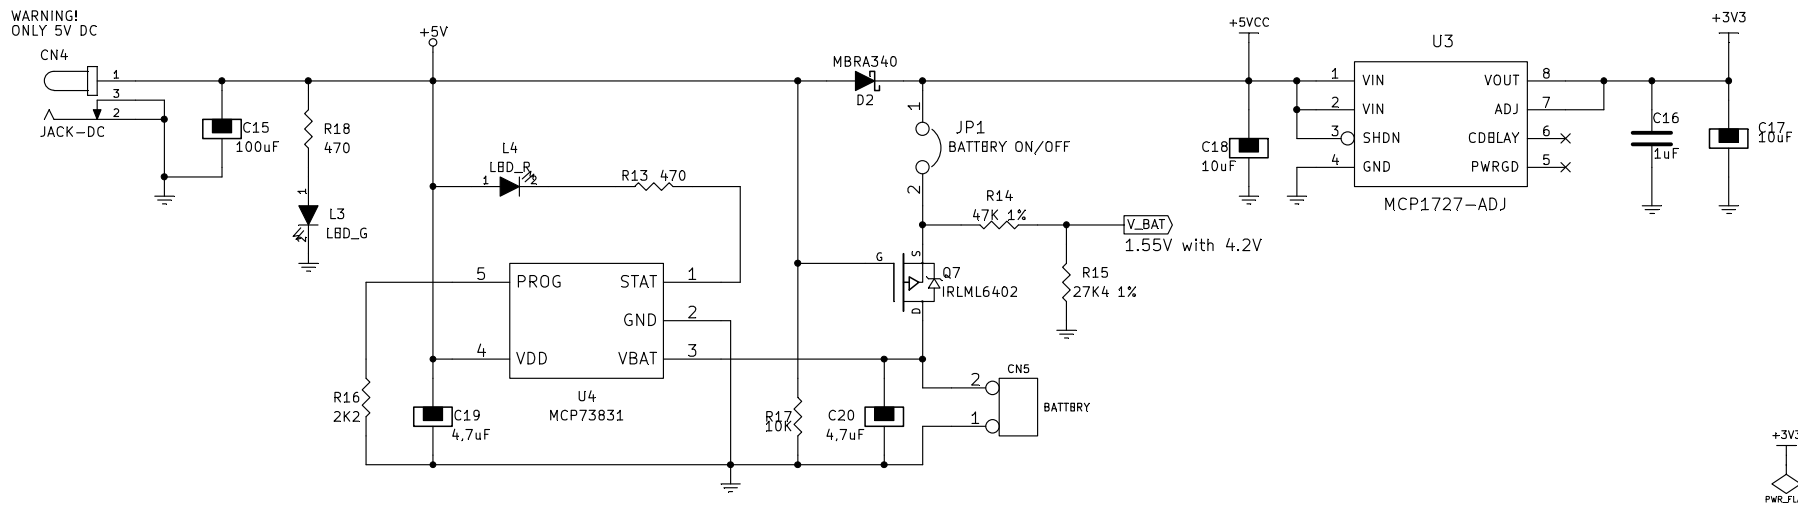 WARNING!
ONLY 5V DC
CN4
JACK-DC
1
3
2
C15
100uF
R18
470
1
L3
2
LED_G
+5V
L4
LED_R
1
2
R13 470
5
PROG
STAT
1
GND
2
4
VDD
VBAT
3
U4
MCP73831
R16
2K2
C19
4,7uF
R17
10K
C20
4,7uF
MBRA340
D2
1
JP1
BATTERY ON/OFF
2
R14
47K 1%
V_BAT
1.55V with 4.2V
R15
27K4 1%
G
S
D
Q7
IRLML6402
CN5
2
1
BATTERY
+5VCC
C18
10uF
U3
1
VIN
VOUT
8
2
VIN
ADJ
7
3
SHDN
CDELAY
6
4
GND
PWRGD
5
MCP1727-ADJ
C16
1uF
+3V3
C17
10uF
+3V3
PWR_FLA